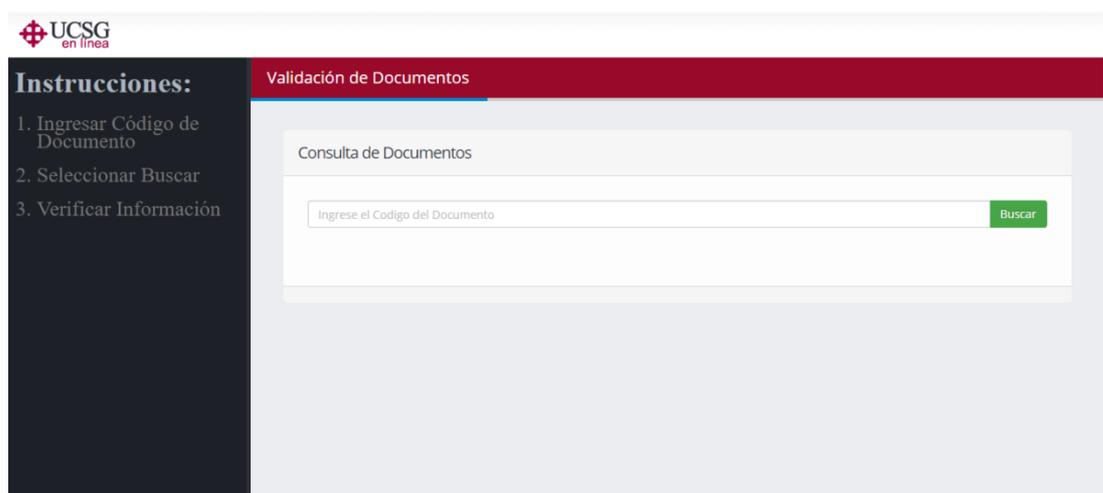 UCSG
en línea
Instrucciones:
1. Ingresar Código de
Documento
2. Seleccionar Buscar
3. Verificar Información
Validación de Documentos
Consulta de Documentos
Ingrese el Codigo del Documento
Buscar